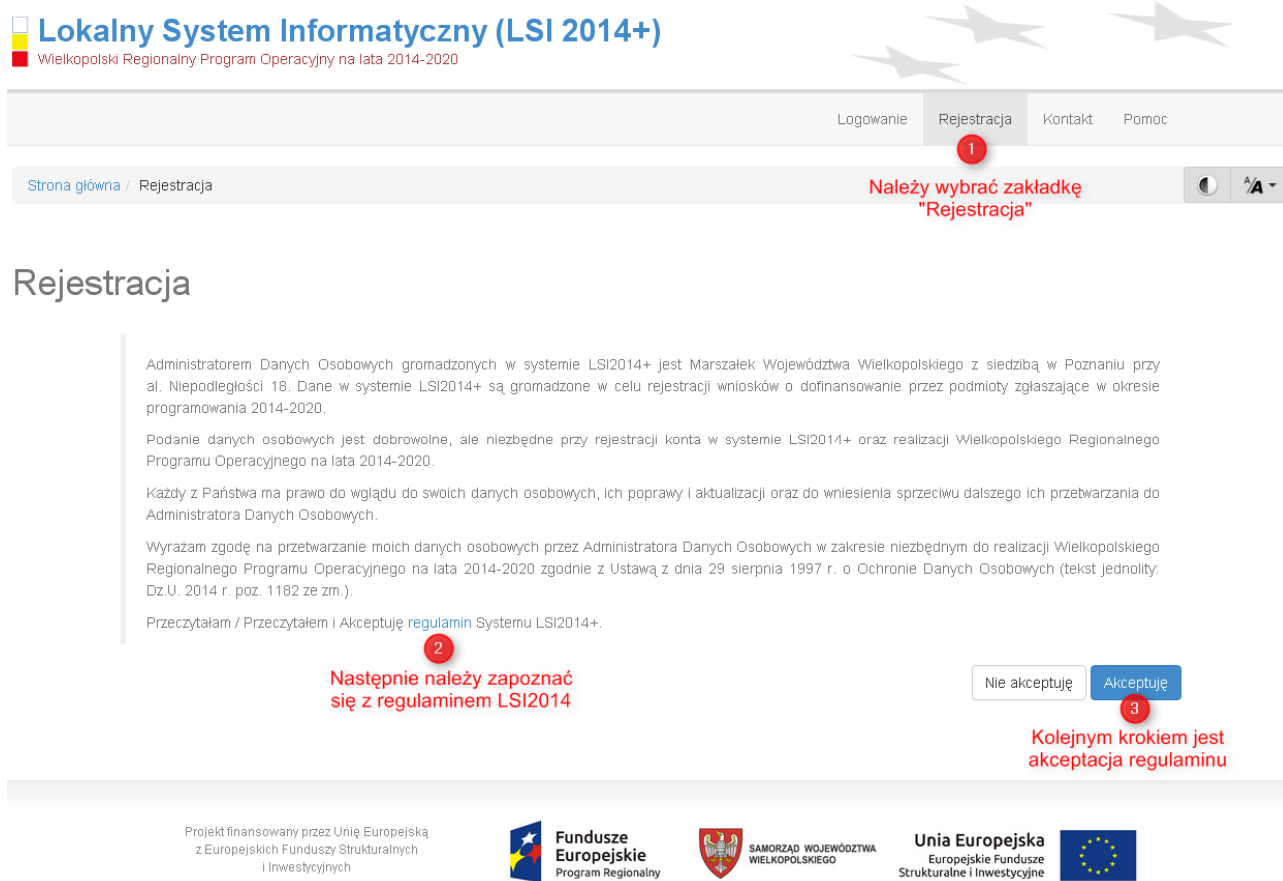 Lokalny System Informatyczny (LSI 2014+)
Wielkopolski Regionalny Program Operacyjny na lata 2014-2020
Logowanie Rejestracja Kontakt Pomoc
1
Strona główna / Rejestracja
Należy wybrać zakładkę
"Rejestracja"
A/A
Rejestracja
Administratorem Danych Osobowych gromadzonych w systemie LSI2014+ jest Marszałek Województwa Wielkopolskiego z siedzibą w Poznaniu przy
al. Niepodległości 18. Dane w systemie LSI2014+ są gromadzone w celu rejestracji wniosków o dofinansowanie przez podmioty zgłaszające w okresie
programowania 2014-2020.
Podanie danych osobowych jest dobrowolne, ale niezbędne przy rejestracji konta w systemie LSI2014+ oraz realizacji Wielkopolskiego Regionalnego
Programu Operacyjnego na lata 2014-2020.
Każdy z Państwa ma prawo do wglądu do swoich danych osobowych, ich poprawy i aktualizacji oraz do wniesienia sprzeciwu dalszego ich przetwarzania do
Administratora Danych Osobowych.
Wyrażam zgodę na przetwarzanie moich danych osobowych przez Administratora Danych Osobowych w zakresie niezbędnym do realizacji Wielkopolskiego
Regionalnego Programu Operacyjnego na lata 2014-2020 zgodnie z Ustawą z dnia 29 sierpnia 1997 r. o Ochronie Danych Osobowych (tekst jednolity:
Dz.U. 2014 r. poz. 1182 ze zm.).
Przeczytałam / Przeczytałem i Akceptuję regulamin Systemu LSI2014+.
2
Następnie należy zapoznać
się z regulaminem LSI2014
Nie akceptuję Akceptuję
3
Kolejnym krokiem jest
akceptacja regulaminu
Projekt finansowany przez Unię Europejską
z Europejskich Funduszy Strukturalnych
i Inwestycyjnych
Fundusze
Europejskie
Program Regionalny
SAMORZĄD WOJEWÓDZTWA
WIELKOPOLSKIEGO
Unia Europejska
Europejskie Fundusze
Strukturalne i Inwestycyjne